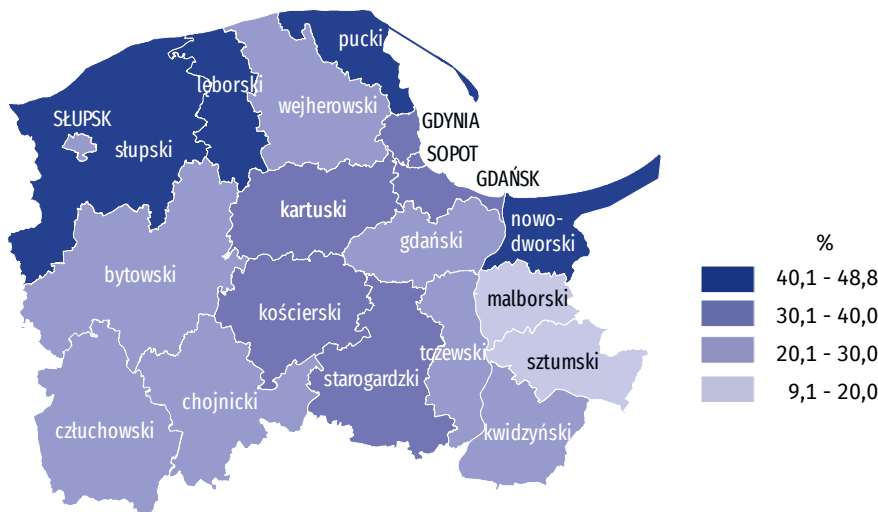 pucki
lęborski
wejherowski
SŁUPSK
GDYNIA
słupski
SOPOT
GDAŃSK
kartuski
nowo-
dworski
gdański
bytowski
malborski
kościerski
tczewski
sztumski
starogardzki
chojnicki
człuchowski
kwidzyński
%
40,1 - 48,8
30,1 - 40,0
20,1 - 30,0
9,1 - 20,0